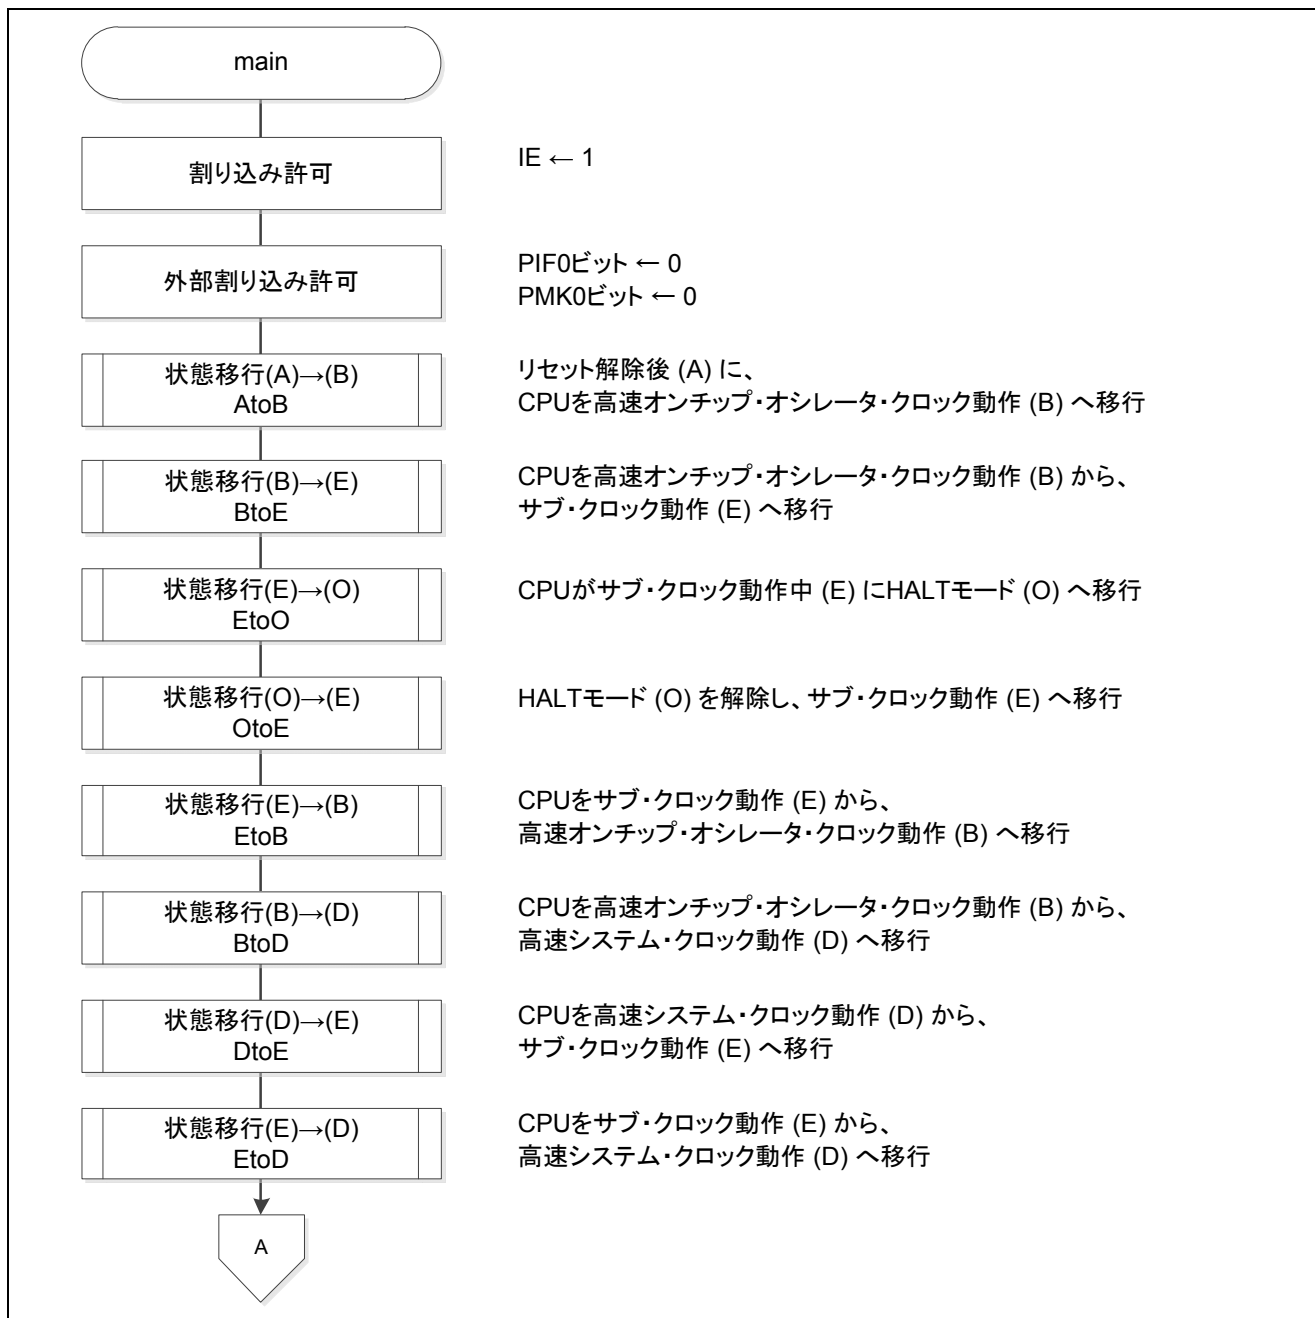 main
割り込み許可
IE ← 1
外部割り込み許可
PIF0ビット ← 0
PMK0ビット ← 0
状態移行(A)→(B)
AtoB
リセット解除後 (A) に、
CPUを高速オンチップ・オシレータ・クロック動作 (B) へ移行
状態移行(B)→(E)
BtoE
CPUを高速オンチップ・オシレータ・クロック動作 (B) から、
サブ・クロック動作 (E) へ移行
状態移行(E)→(O)
EtoO
CPUがサブ・クロック動作中 (E) にHALTモード (O) へ移行
状態移行(O)→(E)
OtoE
HALTモード (O) を解除し、サブ・クロック動作 (E) へ移行
状態移行(E)→(B)
EtoB
CPUをサブ・クロック動作 (E) から、
高速オンチップ・オシレータ・クロック動作 (B) へ移行
状態移行(B)→(D)
BtoD
CPUを高速オンチップ・オシレータ・クロック動作 (B) から、
高速システム・クロック動作 (D) へ移行
状態移行(D)→(E)
DtoE
CPUを高速システム・クロック動作 (D) から、
サブ・クロック動作 (E) へ移行
状態移行(E)→(D)
EtoD
CPUをサブ・クロック動作 (E) から、
高速システム・クロック動作 (D) へ移行
A